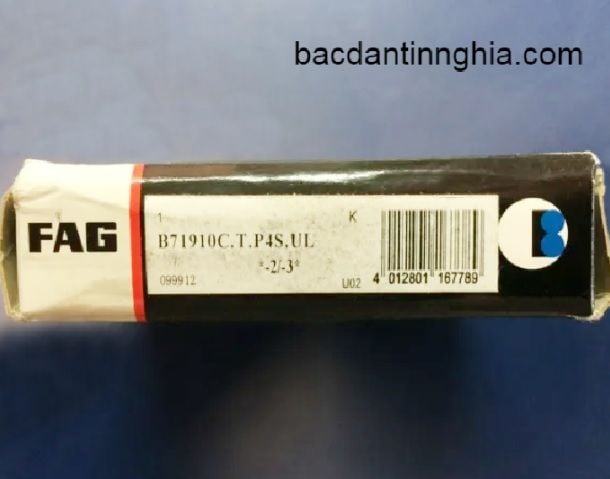 bacdantinnghia.com
FAG
1 K
B71910C.T.P4S.UL
*-2/-3*
099912 U02
4 012801 167789
B